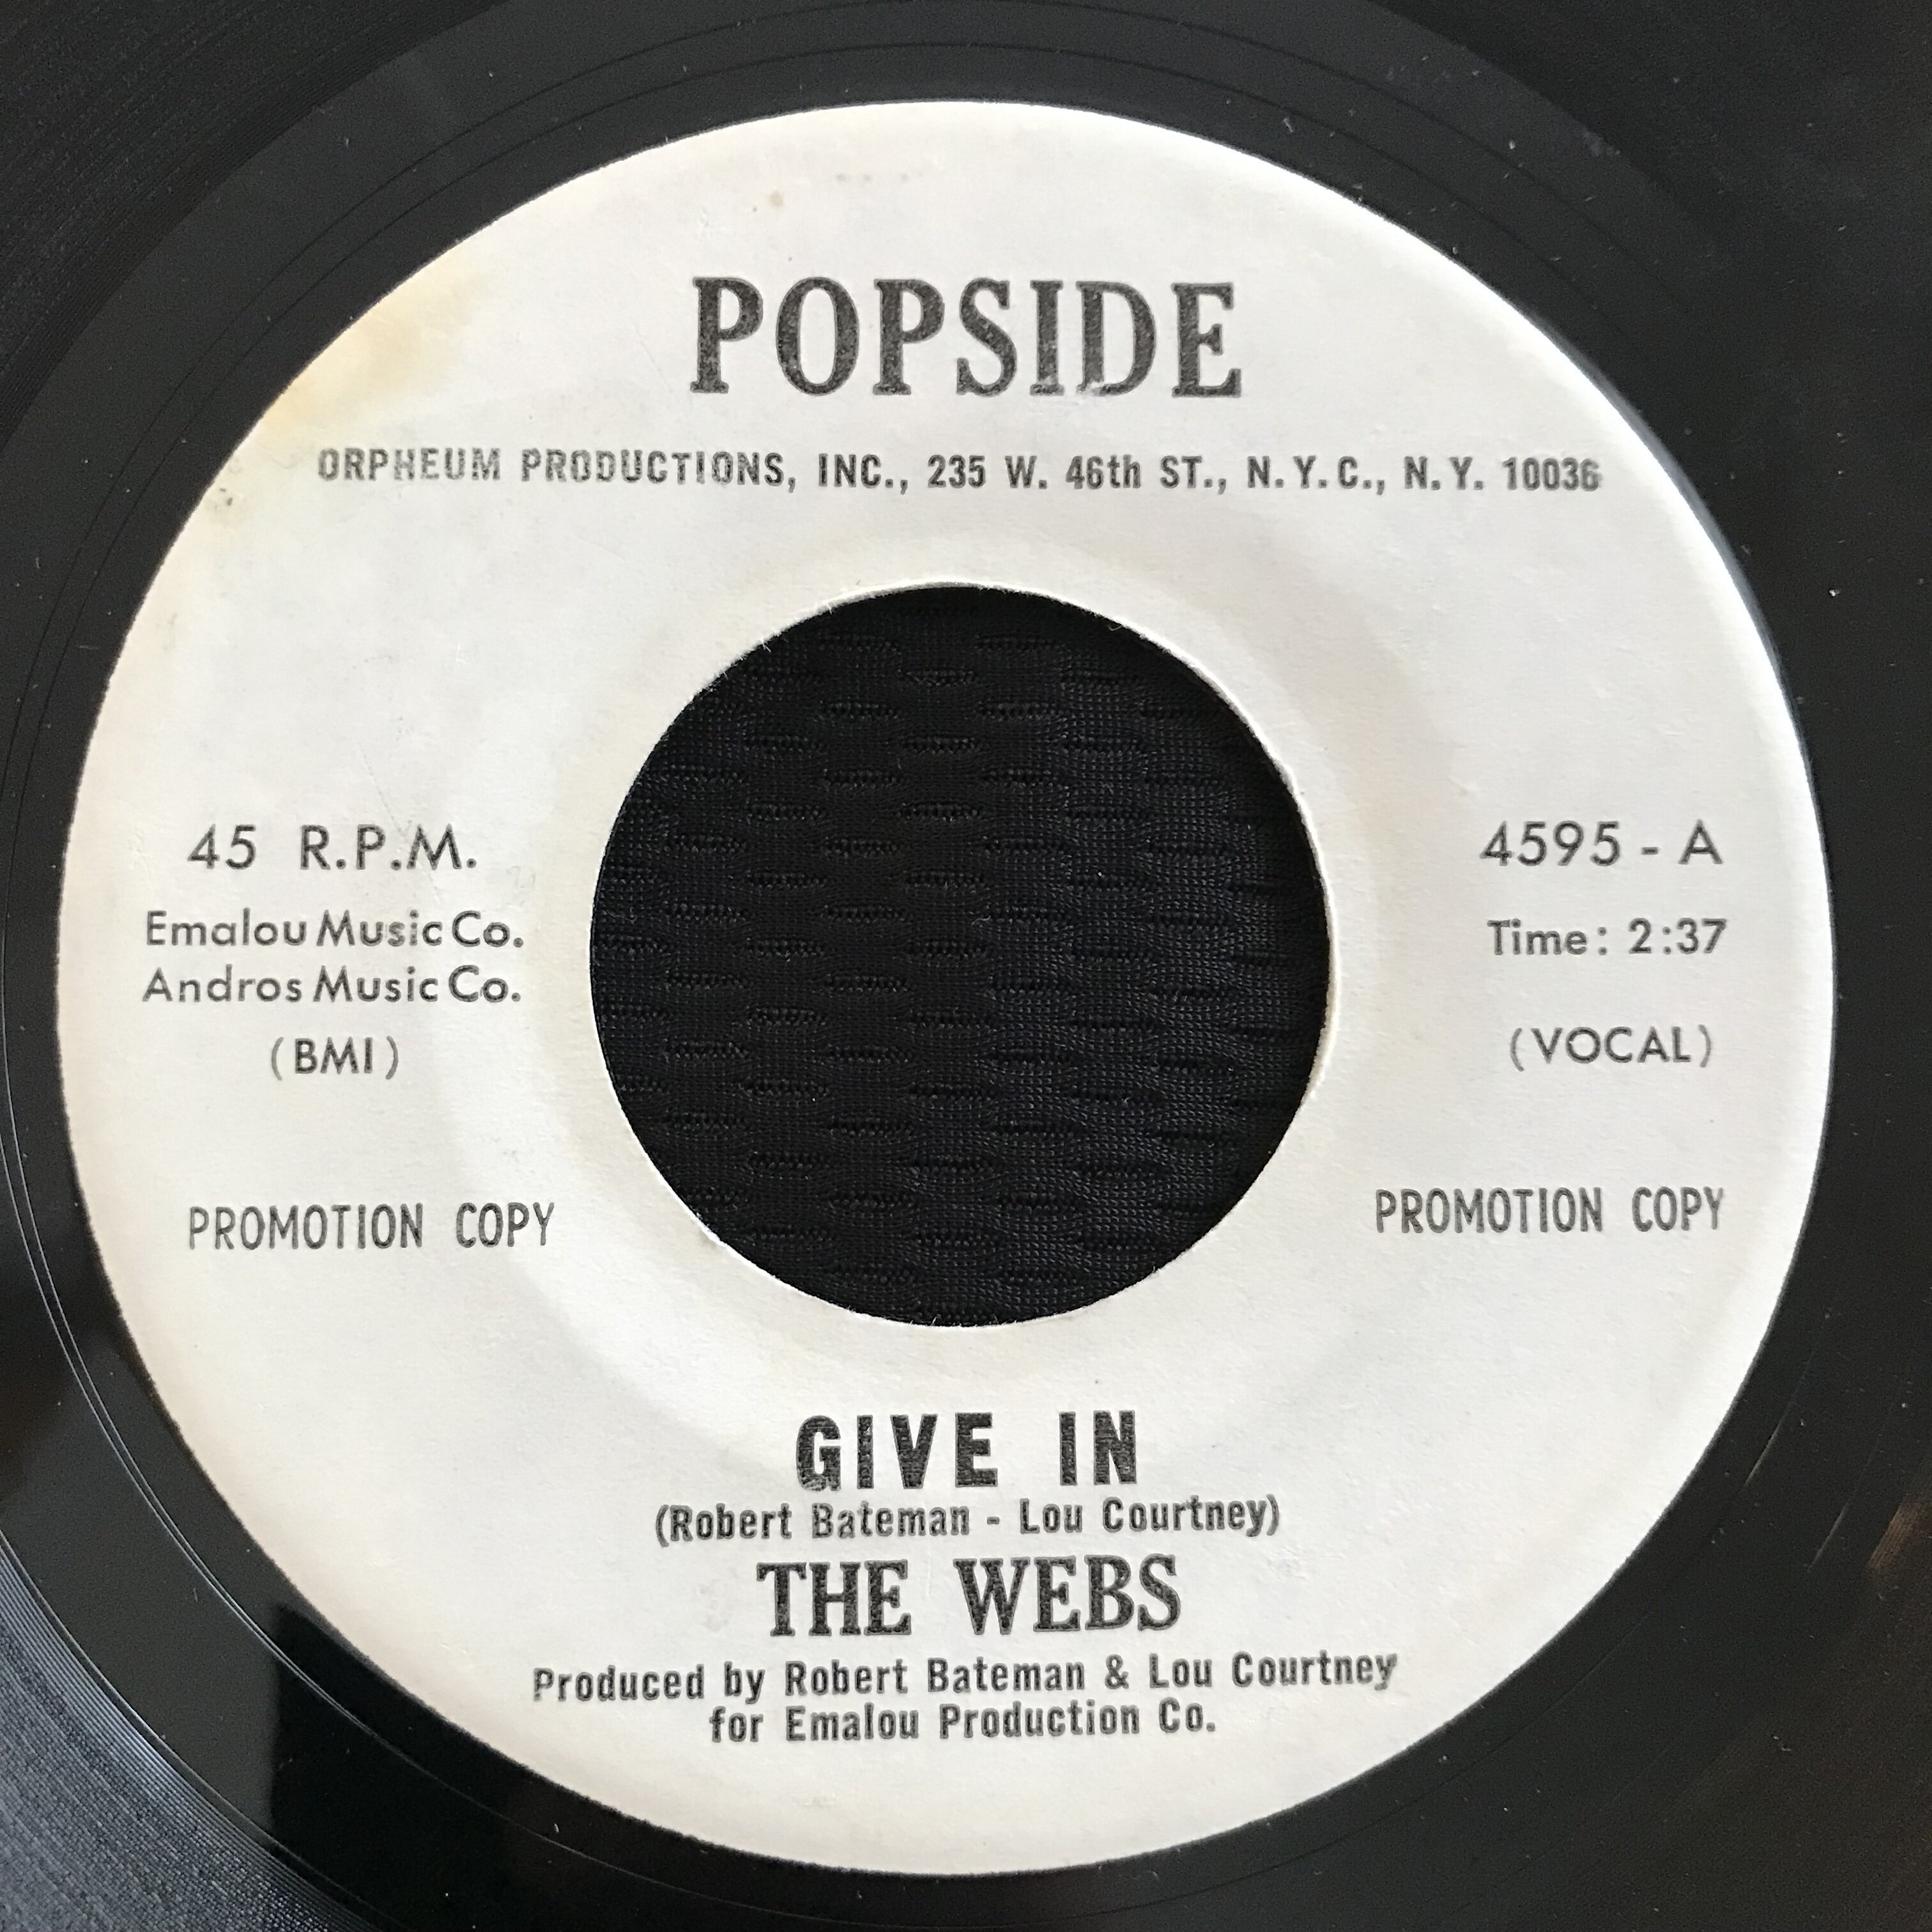 POPSIDE
ORPHEUM PRODUCTIONS, INC., 235 W. 46th ST., N.Y.C., N.Y. 10036
45 R.P.M.
Emalou Music Co.
Andros Music Co.
(BMI)
PROMOTION COPY
4595 - A
Time: 2:37
(VOCAL)
PROMOTION COPY
GIVE IN
(Robert Bateman - Lou Courtney)
THE WEBS
Produced by Robert Bateman & Lou Courtney
for Emalou Production Co.